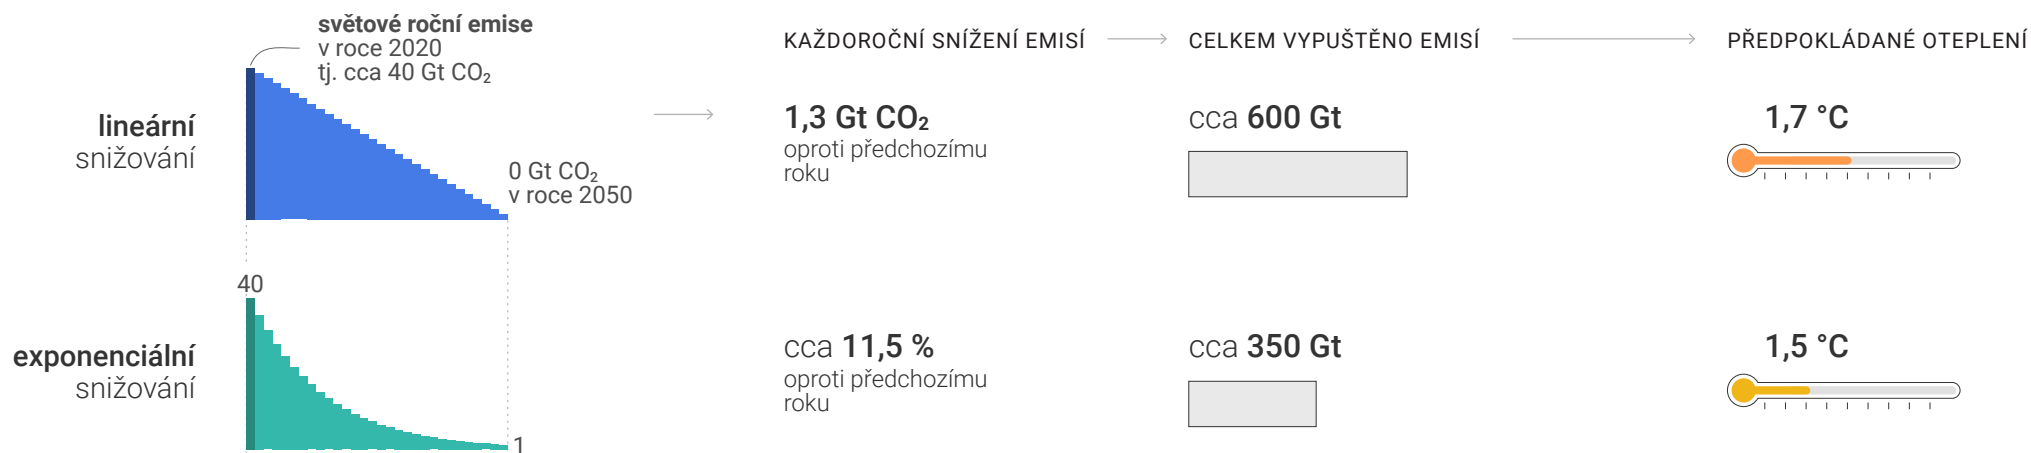 světové roční emise
v roce 2020
tj. cca 40 Gt CO₂
lineární
snižování
0 Gt CO₂
v roce 2050
KAŽDOROČNÍ SNÍŽENÍ EMISÍ
CELKEM VYPUŠTĚNO EMISÍ
PŘEDPOKLÁDANÉ OTEPLENÍ
1,3 Gt CO₂
oproti předchozímu
roku
cca 600 Gt
1,7 °C
40
exponenciální
snižování
1
cca 11,5 %
oproti předchozímu
roku
cca 350 Gt
1,5 °C